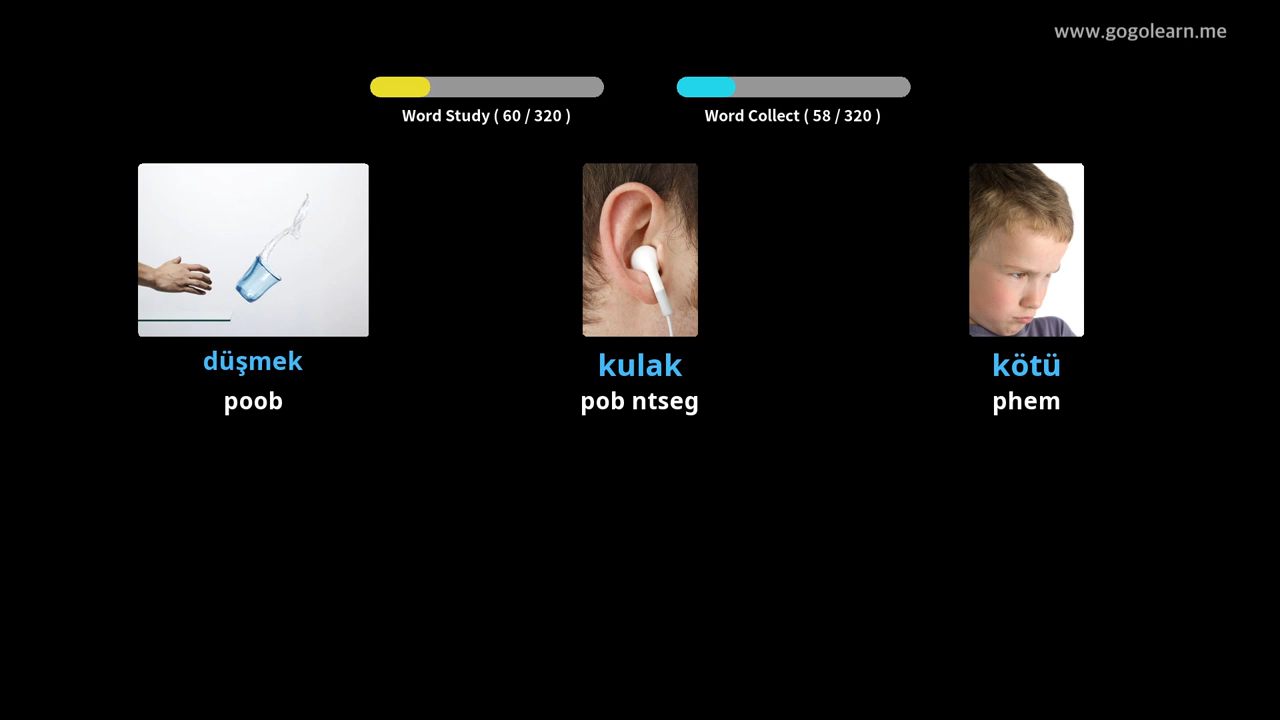 www.gogolearn.me
Word Study ( 60 / 320 )
Word Collect ( 58 / 320 )
düşmek
kulak
kötü
poob
pob ntseg
phem